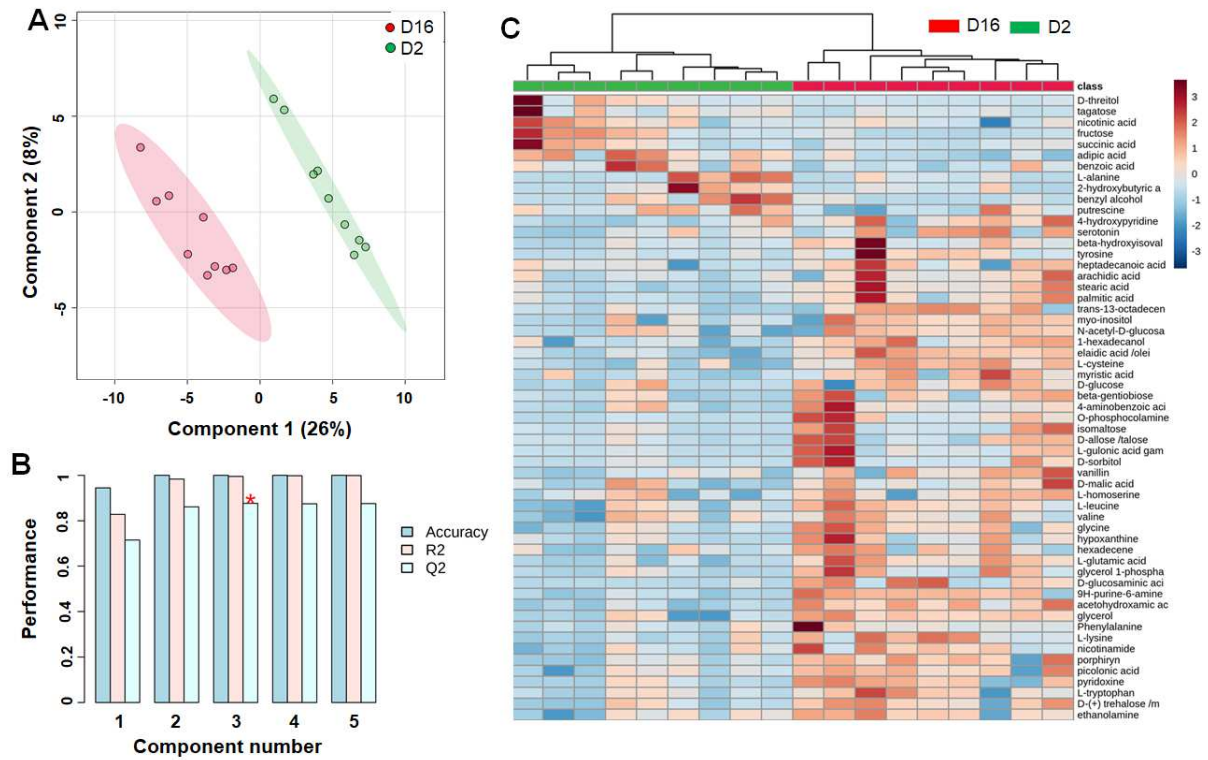 A
D16
D2
10
5
0
-5
-10
-5
0
5
10
Component 2 (8%)
Component 1 (26%)
B
1
0.8
0.6
0.4
0.2
0
Performance
Accuracy
R2
Q2
*
1
2
3
4
5
Component number
C
D16
D2
class
D-threitol
tagatose
nicotinic acid
fructose
succinic acid
adipic acid
benzoic acid
L-alanine
2-hydroxybutyric a
benzyl alcohol
putrescine
4-hydroxypyridine
serotonin
beta-hydroxyisoval
tyrosine
heptadecanoic acid
arachidic acid
stearic acid
palmitic acid
trans-13-octadecen
myo-inositol
N-acetyl-D-glucosa
1-hexadecanol
elaidic acid /olei
L-cysteine
myristic acid
D-glucose
beta-gentiobiose
4-aminobenzoic aci
O-phosphocolamine
isomaltose
D-allose /talose
L-gulonic acid gam
D-sorbitol
vanillin
D-malic acid
L-homoserine
L-leucine
valine
glycine
hypoxanthine
hexadecene
L-glutamic acid
glycerol 1-phospha
D-glucosaminic aci
9H-purine-6-amine
acetohydroxamic ac
glycerol
Phenylalanine
L-lysine
nicotinamide
porphiryn
picolonic acid
pyridoxine
L-tryptophan
D-(+) trehalose /m
ethanolamine
3
2
1
0
-1
-2
-3